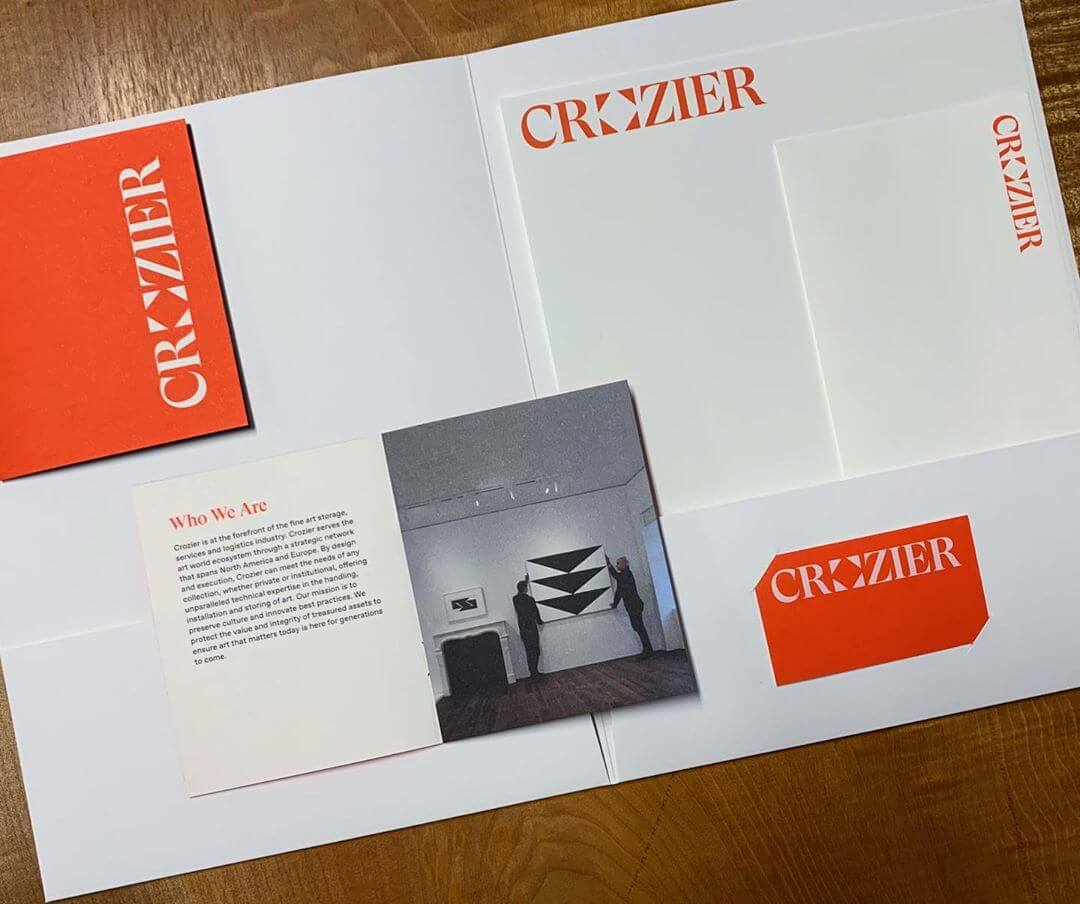 CROZIER
CROZIER
CROZIER
Who We Are
Crozier is at the forefront of the fine art storage,
services and logistics industry. Crozier serves the
art world ecosystem through a strategic network
that spans North America and Europe. By design
and execution, Crozier can meet the needs of any
collection, whether private or institutional, offering
unparalleled technical expertise in the handling,
installation and storing of art. Our mission is to
preserve culture and innovate best practices. We
protect the value and integrity of treasured assets to
ensure art that matters today is here for generations
to come.
CROZIER